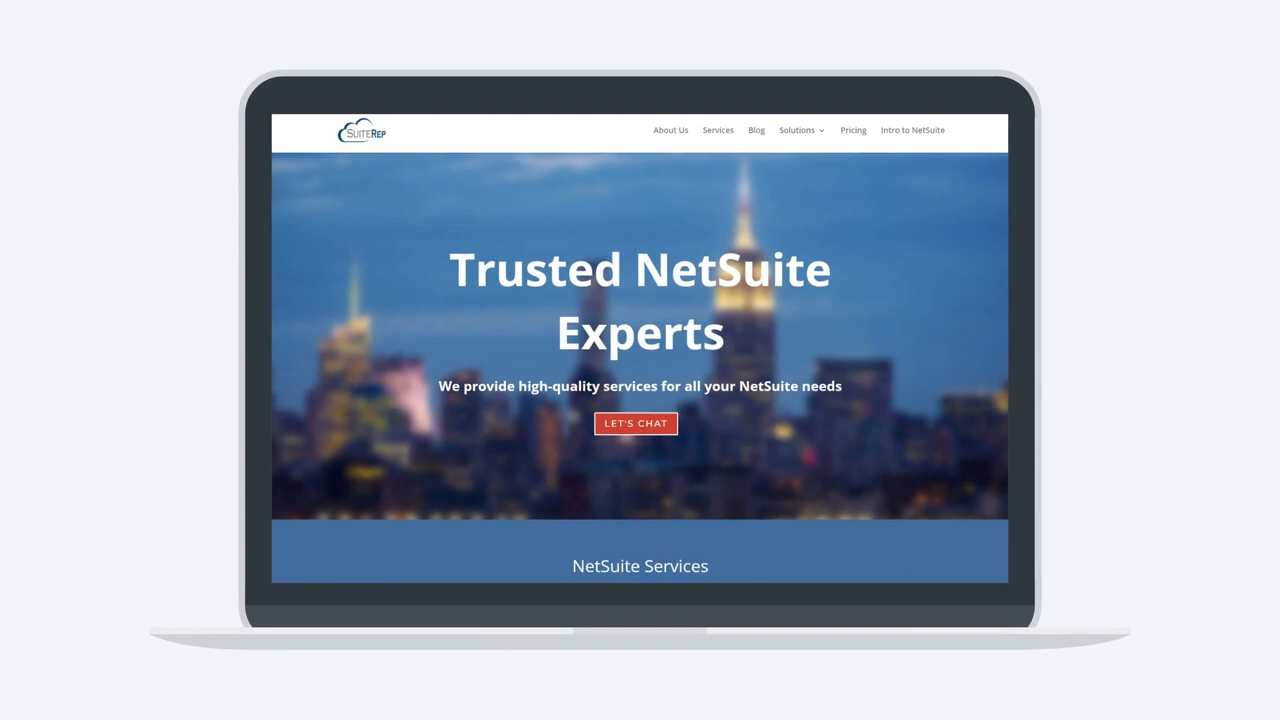 SUITEREP
About Us Services Blog Solutions Pricing Intro to NetSuite
Trusted NetSuite
Experts
We provide high-quality services for all your NetSuite needs
LET'S CHAT
NetSuite Services